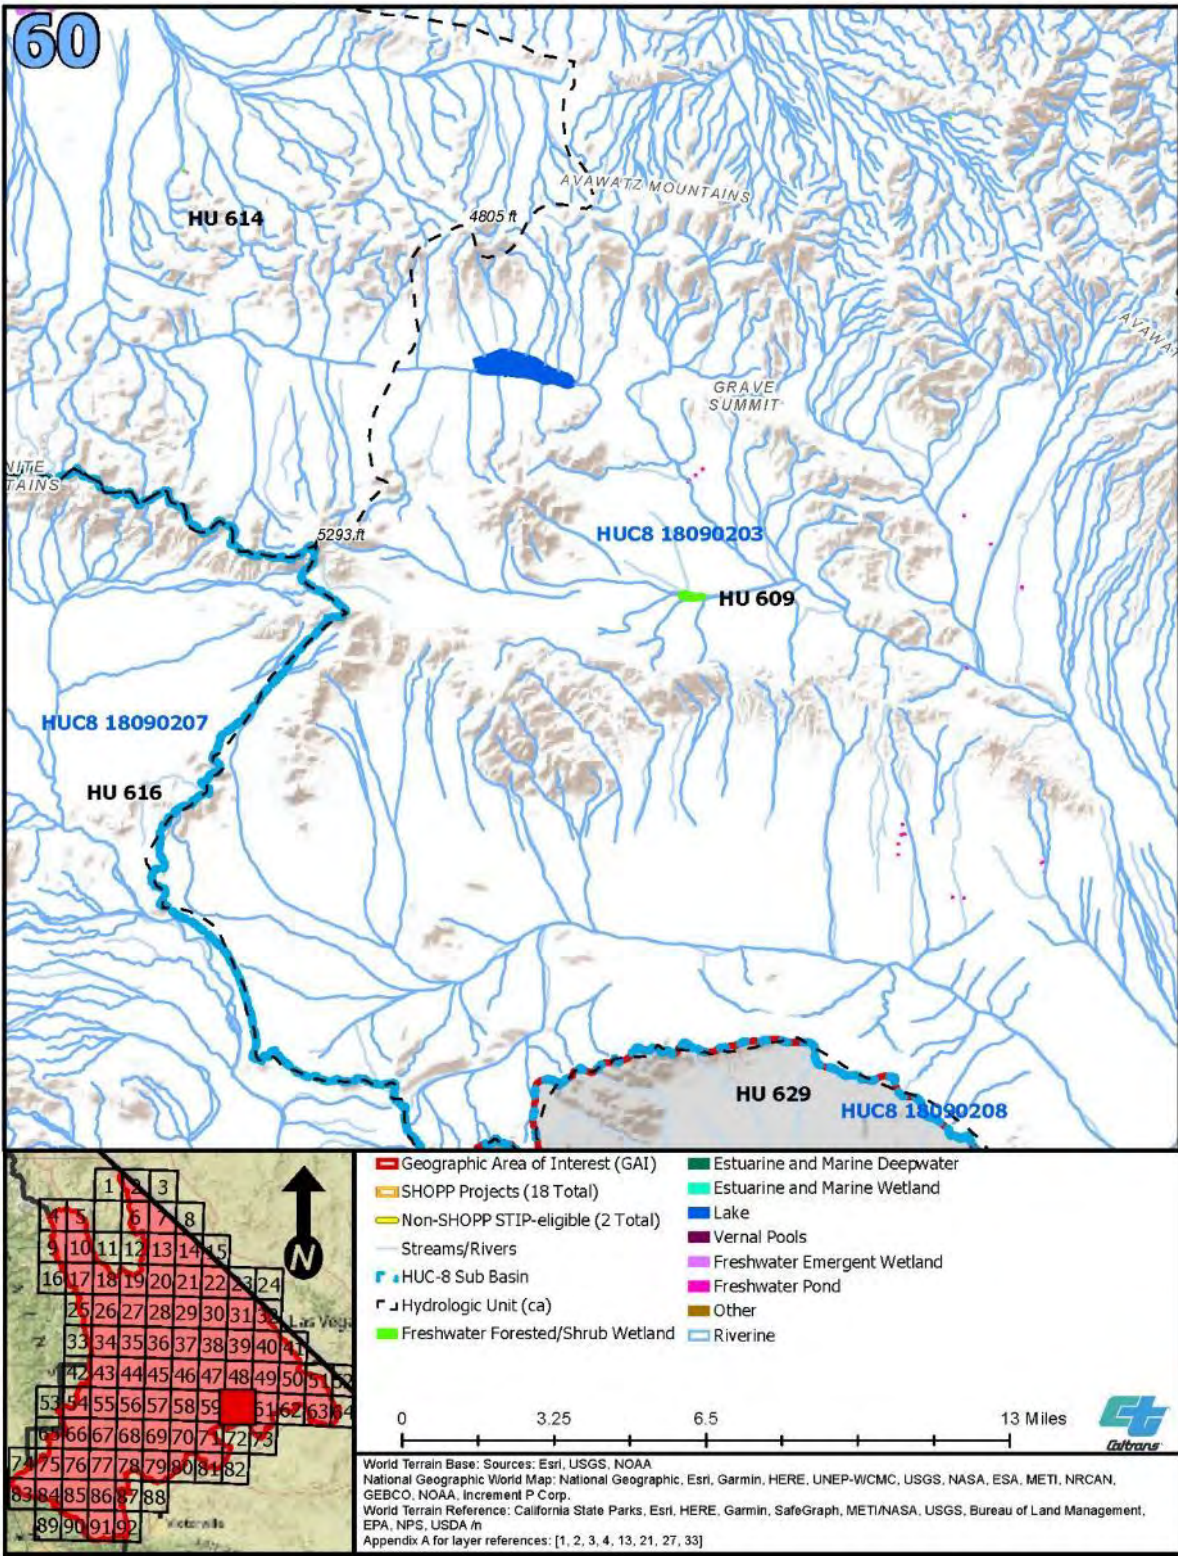 60
AVAWATZ MOUNTAINS
HU 614
4805 ft
AVAWAT
GRAVE
SUMMIT
NITE
TAINS
5293 ft
HUC8 18090203
HU 609
HUC8 18090207
HU 616
HU 629
HUC8 18090208
1 2 3
4 5 6 7 8
9 10 11 12 13 14 15
16 17 18 19 20 21 22 23 24
25 26 27 28 29 30 31 32
Las Vega
33 34 35 36 37 38 39 40 41
42 43 44 45 46 47 48 49 50 51 52
53 54 55 56 57 58 59 61 62 63 64
65 66 67 68 69 70 71 72 73
74 75 76 77 78 79 80 81 82
83 84 85 86 87 88
89 90 91 92
Victorville
N
Geographic Area of Interest (GAI)
SHOPP Projects (18 Total)
Non-SHOPP STIP-eligible (2 Total)
Streams/Rivers
HUC-8 Sub Basin
Hydrologic Unit (ca)
Freshwater Forested/Shrub Wetland
Estuarine and Marine Deepwater
Estuarine and Marine Wetland
Lake
Vernal Pools
Freshwater Emergent Wetland
Freshwater Pond
Other
Riverine
0 3.25 6.5 13 Miles
Caltrans
World Terrain Base: Sources: Esri, USGS, NOAA
National Geographic World Map: National Geographic, Esri, Garmin, HERE, UNEP-WCMC, USGS, NASA, ESA, METI, NRCAN,
GEBCO, NOAA, increment P Corp.
World Terrain Reference: California State Parks, Esri, HERE, Garmin, SafeGraph, METI/NASA, USGS, Bureau of Land Management,
EPA, NPS, USDA /n
Appendix A for layer references: [1, 2, 3, 4, 13, 21, 27, 33]